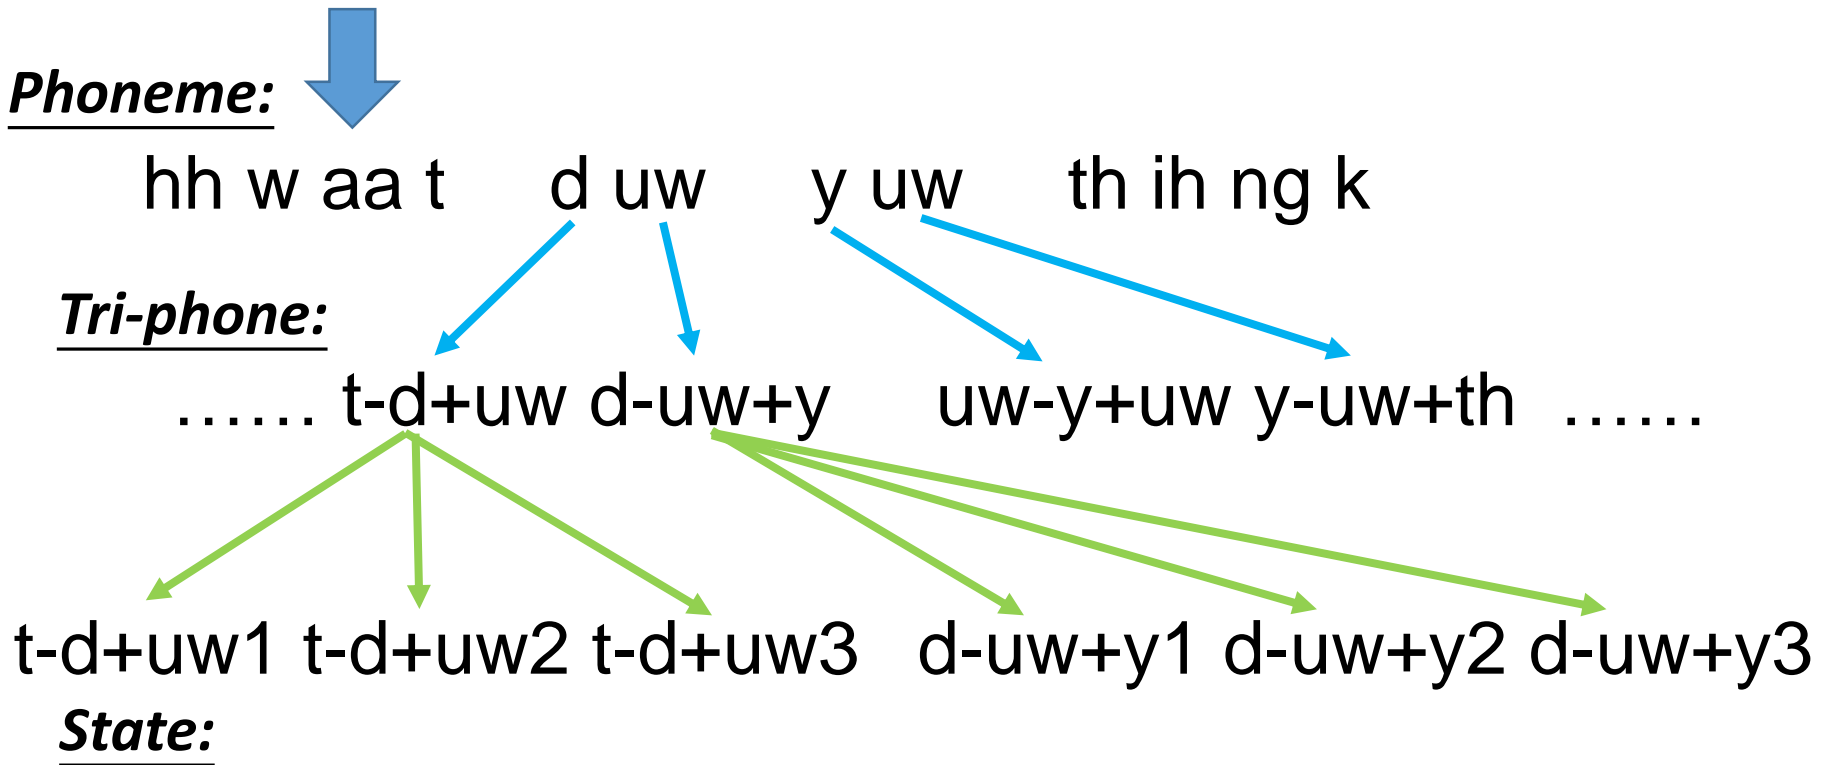 Phoneme:
hh w aa t d uw y uw th ih ng k
Tri-phone:
…… t-d+uw d-uw+y uw-y+uw y-uw+th ……
t-d+uw1 t-d+uw2 t-d+uw3 d-uw+y1 d-uw+y2 d-uw+y3
State: